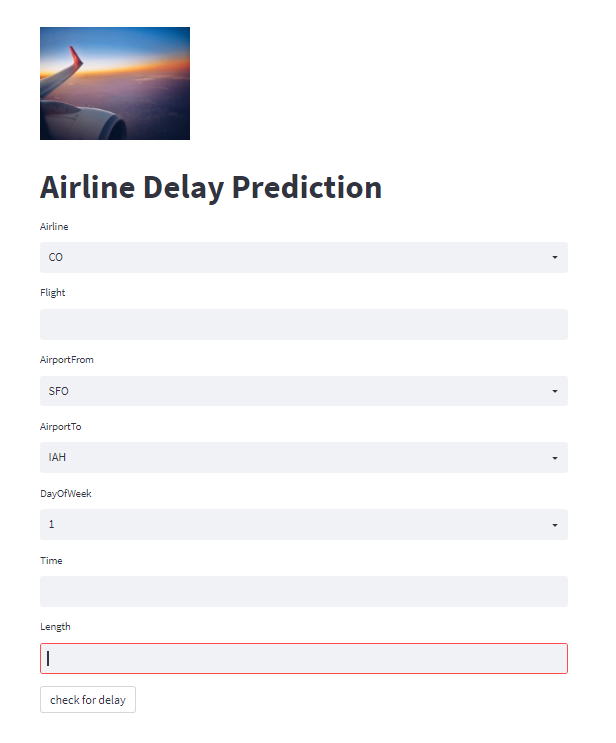 Airline Delay Prediction
Airline
CO
Flight
AirportFrom
SFO
AirportTo
IAH
DayOfWeek
1
Time
Length
check for delay